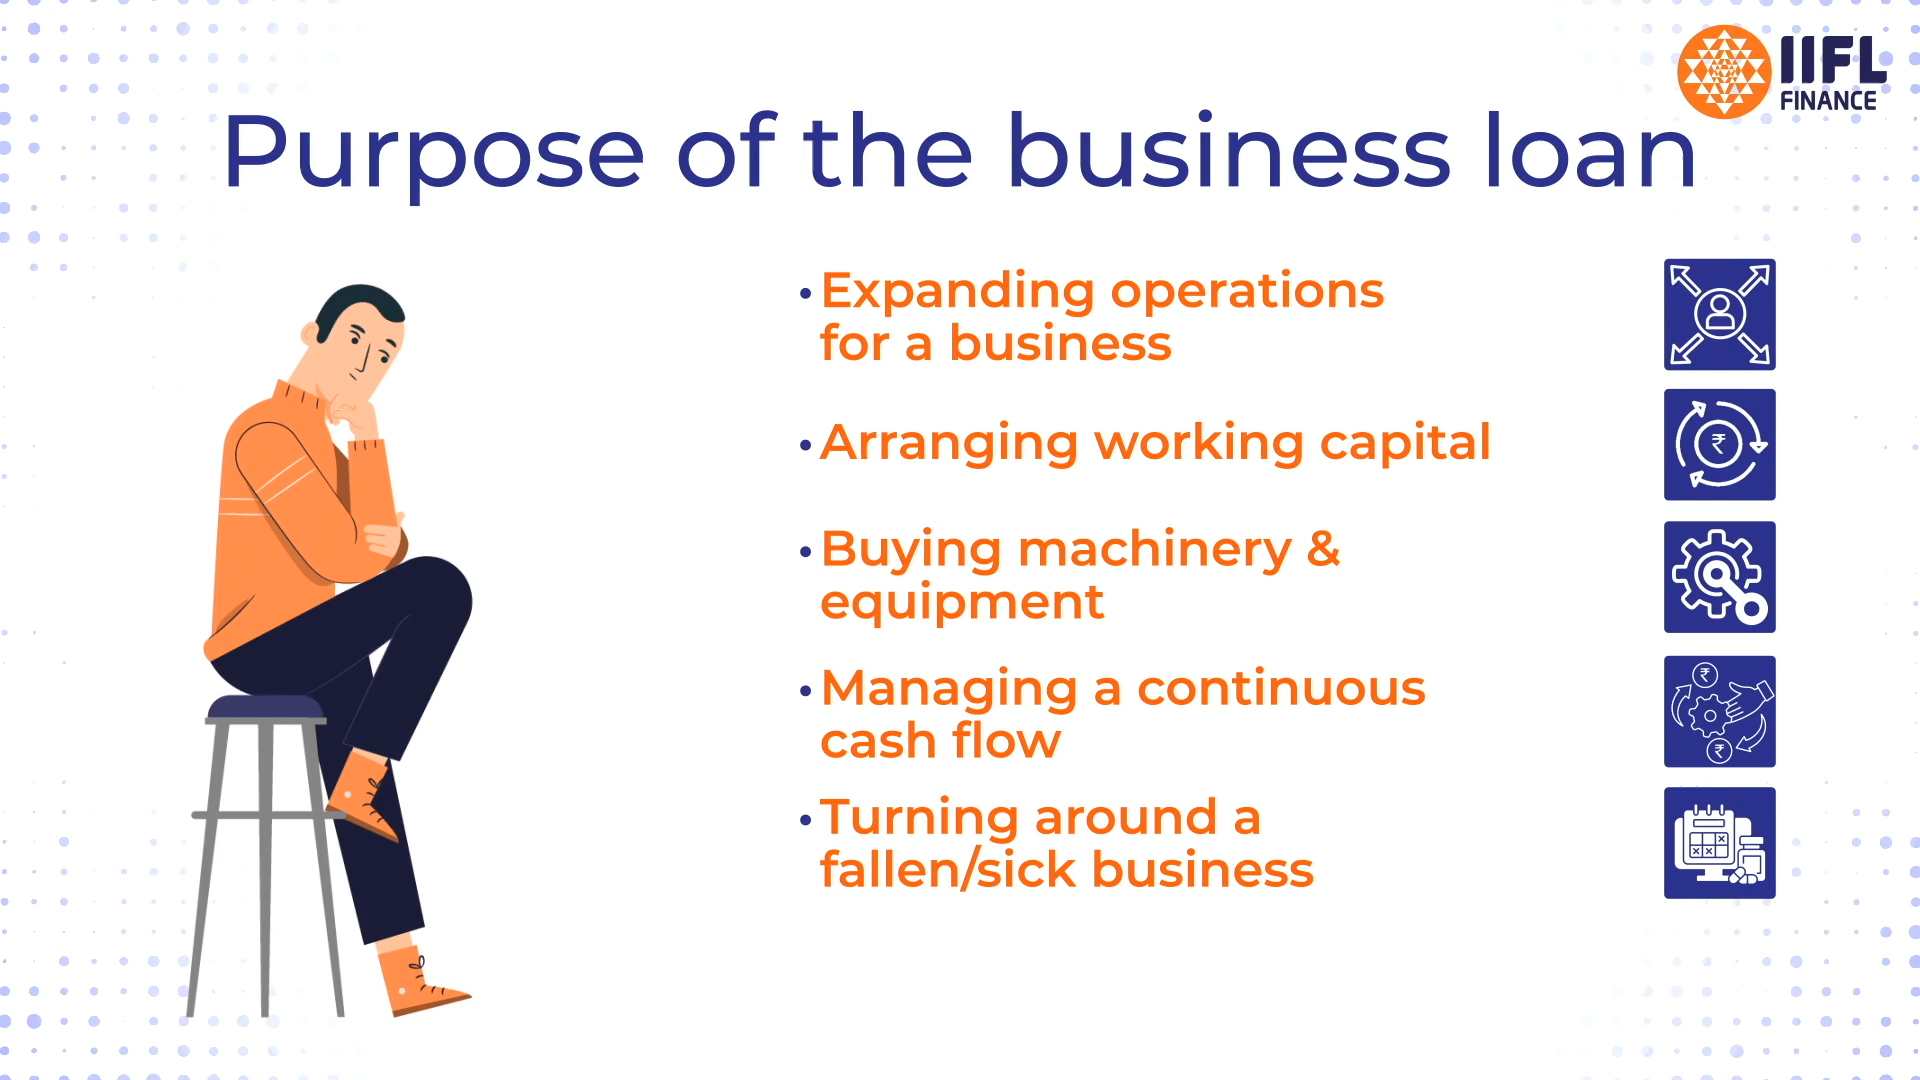 IIFL
FINANCE
Purpose of the business loan
• Expanding operations
for a business
• Arranging working capital
• Buying machinery &
equipment
• Managing a continuous
cash flow
• Turning around a
fallen/sick business
₹
₹
₹